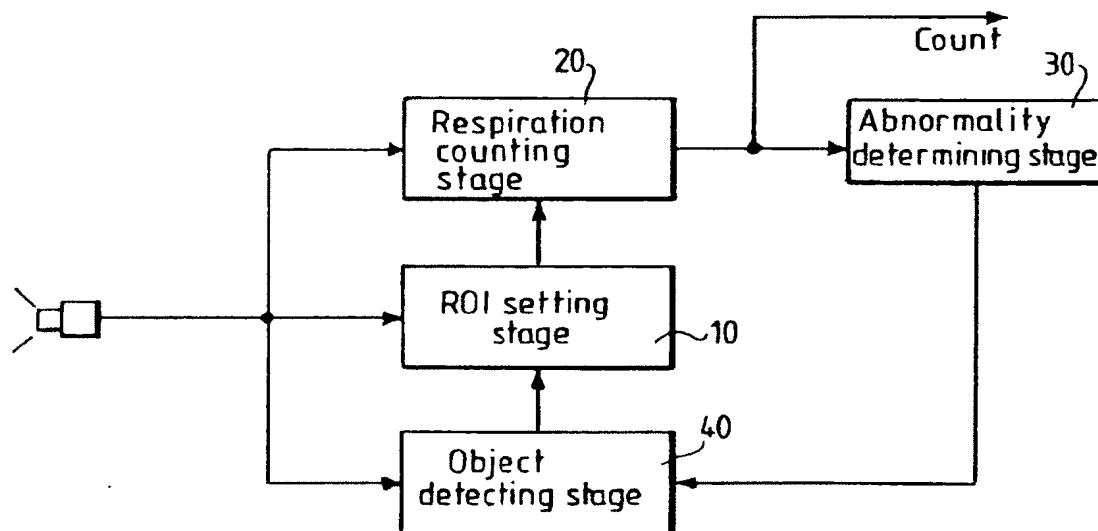 Count
20
Respiration
counting
stage
30
Abnormality
determining stage
ROI setting
stage
10
40
Object
detecting stage